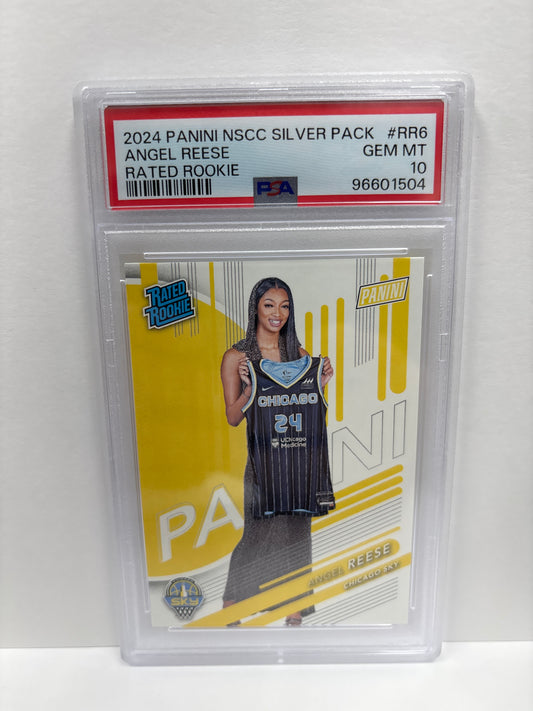 2024 PANINI NSCC SILVER PACK #RR6
ANGEL REESE GEM MT
RATED ROOKIE 10
96601504
PSA
RATED ROOKIE
PANINI
CHICAGO
24
UChicago
Medicine
PANINI
ANGEL REESE
CHICAGO SKY
SKY